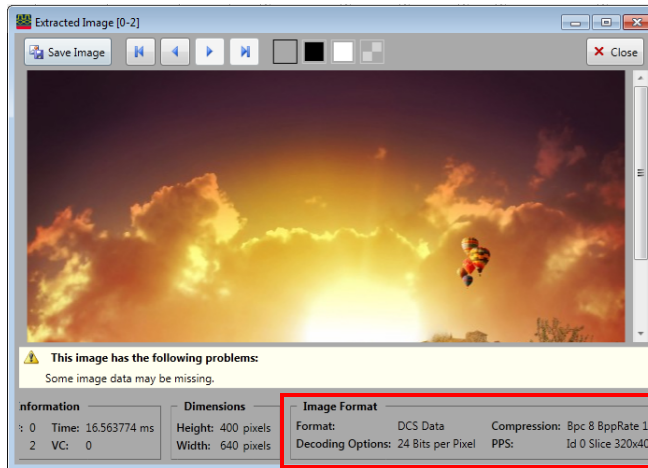 Extracted Image [0-2]
Save Image
Close
This image has the following problems:
Some image data may be missing.
nformation Dimensions Image Format
: 0 Time: 16.563774 ms Height: 400 pixels Format: DCS Data Compression: Bpc 8 BppRate 1
2 VC: 0 Width: 640 pixels Decoding Options: 24 Bits per Pixel PPS: Id 0 Slice 320x40